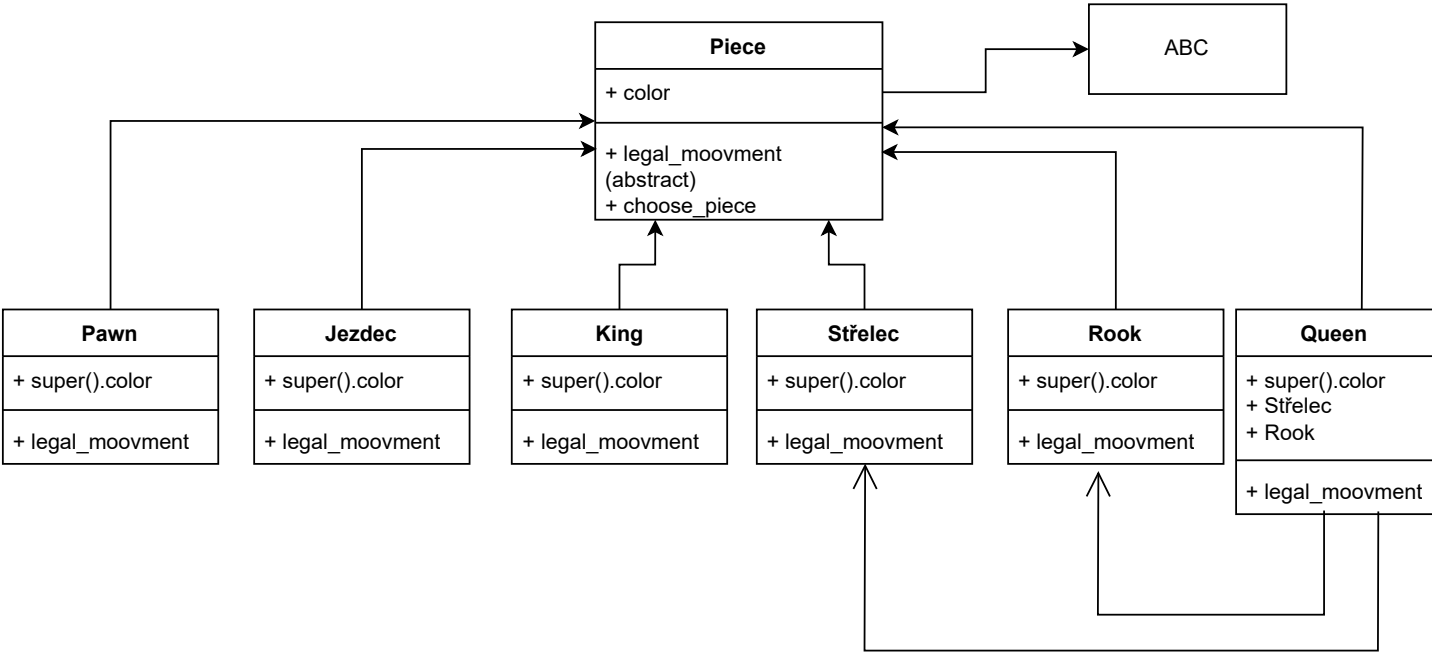 Piece
+ color
+ legal_moovment
(abstract)
+ choose_piece
ABC
Pawn
+ super().color
+ legal_moovment
Jezdec
+ super().color
+ legal_moovment
King
+ super().color
+ legal_moovment
Střelec
+ super().color
+ legal_moovment
Rook
+ super().color
+ legal_moovment
Queen
+ super().color
+ Střelec
+ Rook
+ legal_moovment